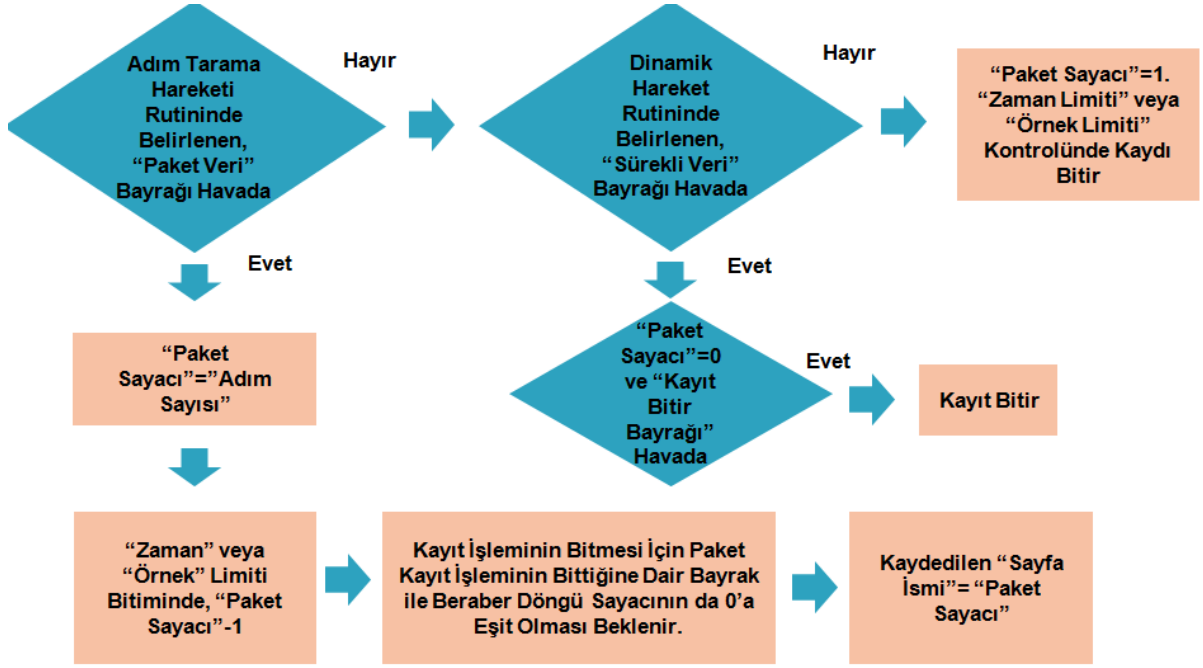 Adım Tarama
Hareketi
Rutininde
Belirlenen,
“Paket Veri”
Bayrağı Havada
Hayır
Dinamik
Hareket
Rutininde
Belirlenen,
“Sürekli Veri”
Bayrağı Havada
Hayır
“Paket Sayacı”=1.
“Zaman Limiti” veya
“Örnek Limiti”
Kontrolünde Kaydı
Bitir
Evet
Evet
“Paket
Sayacı”=”Adım
Sayısı”
“Paket
Sayacı”=0
ve “Kayıt
Bitir
Bayrağı”
Havada
Evet
Kayıt Bitir
“Zaman” veya
“Örnek” Limiti
Bitiminde, “Paket
Sayacı”-1
Kayıt İşleminin Bitmesi İçin Paket
Kayıt İşleminin Bittiğine Dair Bayrak
ile Beraber Döngü Sayacının da 0’a
Eşit Olması Beklenir.
Kaydedilen “Sayfa
İsmi”= “Paket
Sayacı”